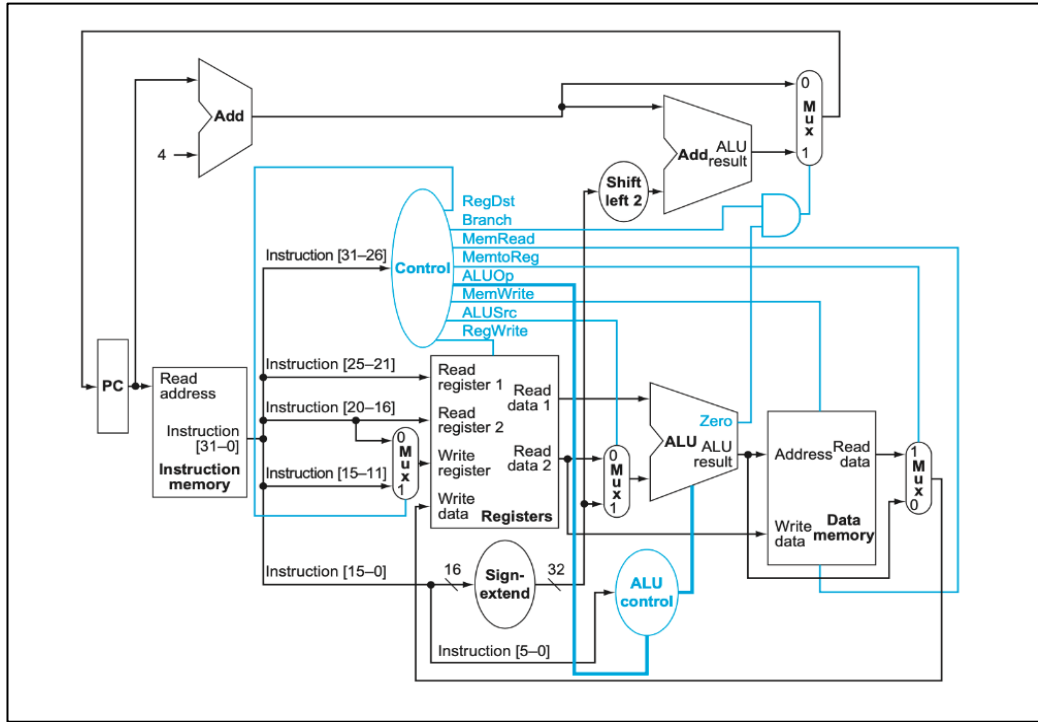 0
Mux
1
Add
4
Add
ALU
result
Shift
left 2
RegDst
Branch
MemRead
MemtoReg
ALUOp
MemWrite
ALUSrc
RegWrite
Instruction [31–26]
Control
PC
Read
address
Instruction
[31–0]
Instruction
memory
Instruction [25–21]
Instruction [20–16]
Instruction [15–11]
0
Mux
1
Read
register 1
Read
register 2
Write
register
Write
data
Read
data 1
Read
data 2
Registers
0
Mux
1
Zero
ALU
ALU
result
Address
Read
data
Write
data
Data
memory
1
Mux
0
Instruction [15–0]
16
Sign-
extend
32
ALU
control
Instruction [5–0]